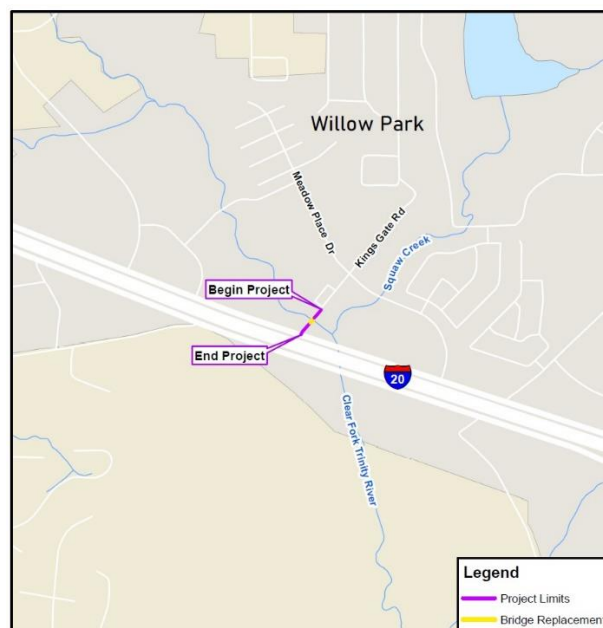 Willow Park
Meadow Place Dr
Kings Gate Rd
Squaw Creek
Begin Project
End Project
20
Clear Fork Trinity River
Legend
Project Limits
Bridge Replacement